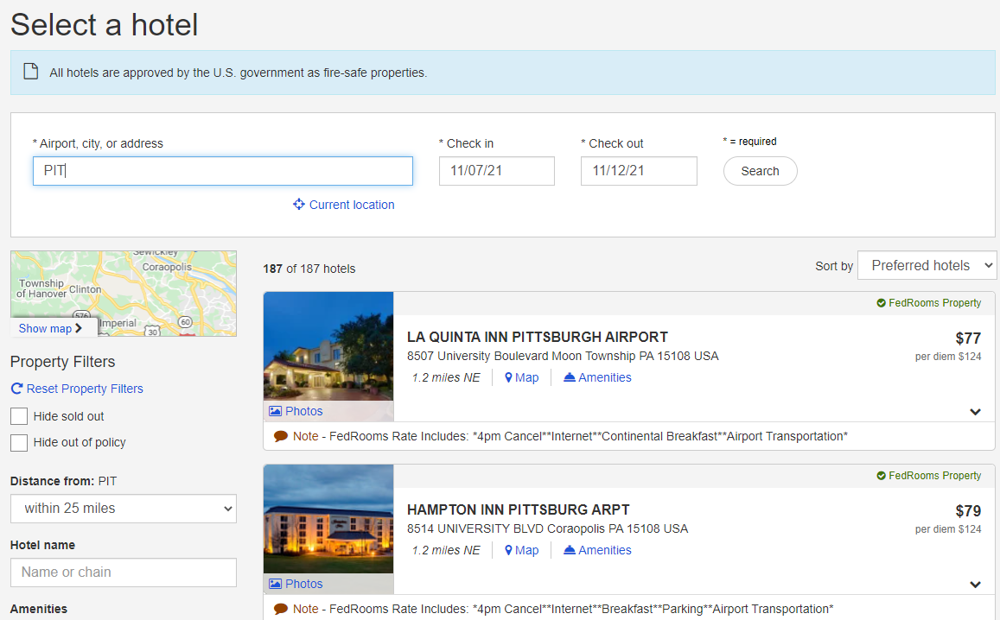 Select a hotel
All hotels are approved by the U.S. government as fire-safe properties.
* Airport, city, or address
* Check in
* Check out
* = required
PIT
11/07/21
11/12/21
Search
Current location
Sewickley
Coraopolis
Township
of Hanover
Clinton
576
Imperial
30
60
Show map
187 of 187 hotels
Sort by
Preferred hotels
Property Filters
Reset Property Filters
Hide sold out
Hide out of policy
Distance from: PIT
within 25 miles
Hotel name
Name or chain
Amenities
FedRooms Property
LA QUINTA INN PITTSBURGH AIRPORT
$77
8507 University Boulevard Moon Township PA 15108 USA
per diem $124
1.2 miles NE
Map
Amenities
Photos
Note - FedRooms Rate Includes: *4pm Cancel**Internet**Continental Breakfast**Airport Transportation*
FedRooms Property
HAMPTON INN PITTSBURG ARPT
$79
8514 UNIVERSITY BLVD Coraopolis PA 15108 USA
per diem $124
1.2 miles NE
Map
Amenities
Photos
Note - FedRooms Rate Includes: *4pm Cancel**Internet**Breakfast**Parking**Airport Transportation*